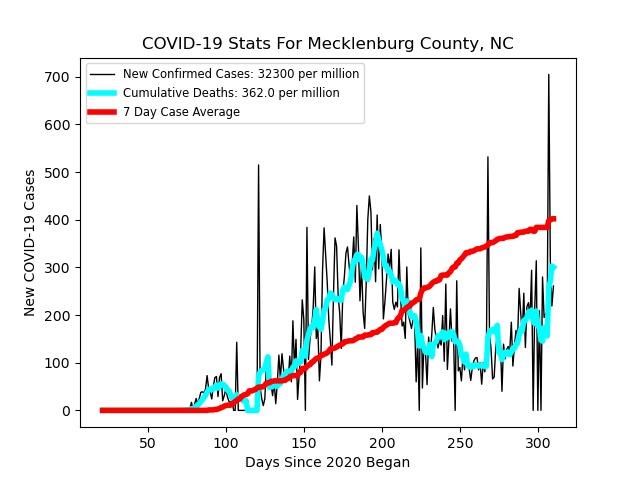 COVID-19 Stats For Mecklenburg County, NC
New Confirmed Cases: 32300 per million
Cumulative Deaths: 362.0 per million
7 Day Case Average
New COVID-19 Cases
700
600
500
400
300
200
100
0
50 100 150 200 250 300
Days Since 2020 Began